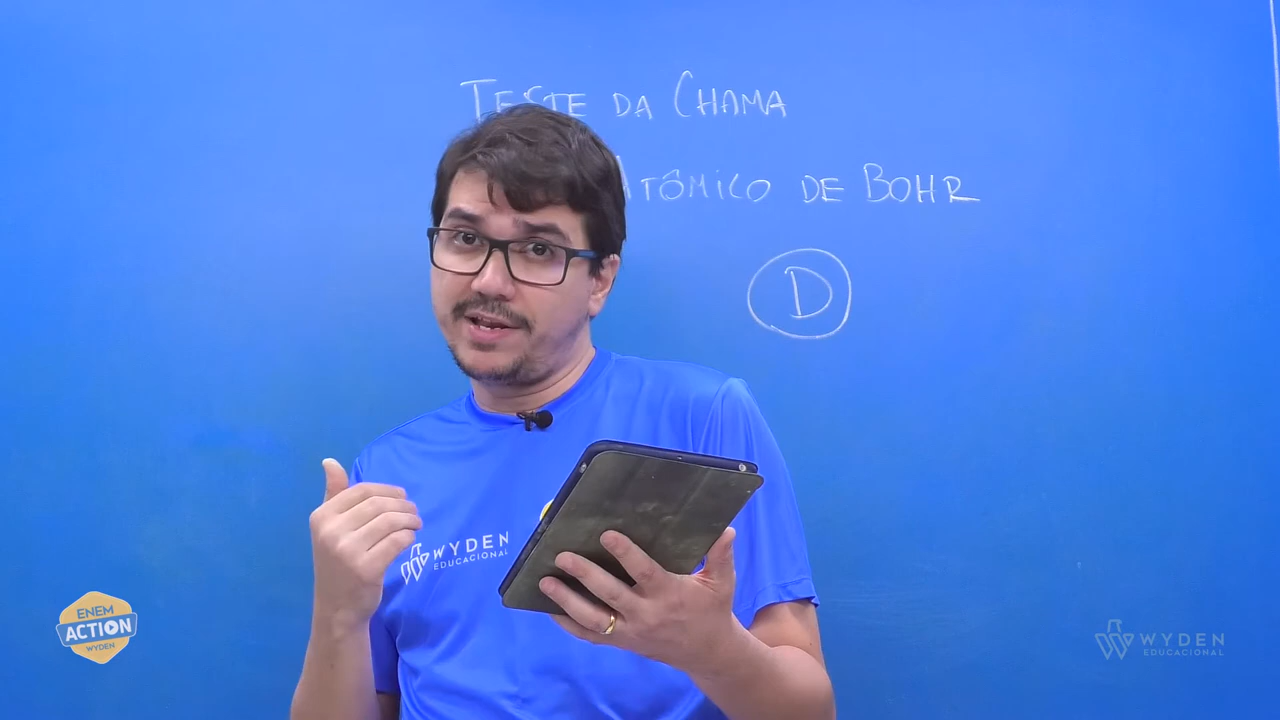 TESTE DA CHAMA
ATÔMICO DE BOHR
D
WYDEN
EDUCACIONAL
ENEM
ACTION
WYDEN
WYDEN
EDUCACIONAL